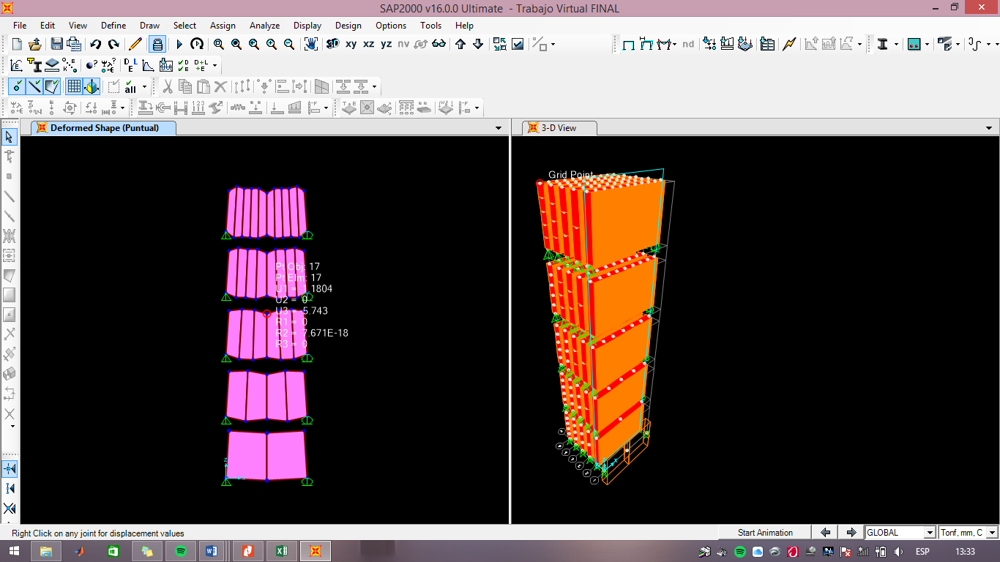 SAP2000 v16.0.0 Ultimate - Trabajo Virtual FINAL
File Edit View Define Draw Select Assign Analyze Display Design Options Tools Help
3D xy xz yz nv
nd
all
Deformed Shape (Puntual)
3-D View
Grid Point
Pt Obj: 17
Pt Elm: 17
U1 = 1.1804
U2 = 0
U3 = -5.743
R1 = 0
R2 = 7.671E-18
R3 = 0
Z
X
X
Right Click on any joint for displacement values
Start Animation
GLOBAL
Tonf, mm, C
ESP
13:33